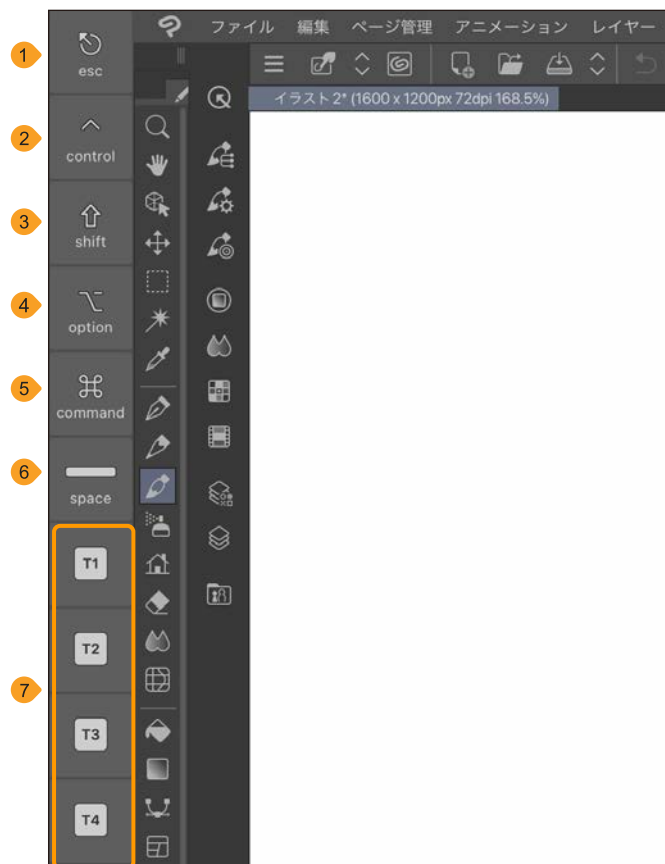 ファイル 編集 ページ管理 アニメーション レイヤー
イラスト 2* (1600 x 1200px 72dpi 168.5%)
1
esc
2
control
3
shift
4
option
5
command
6
space
7
T1
T2
T3
T4